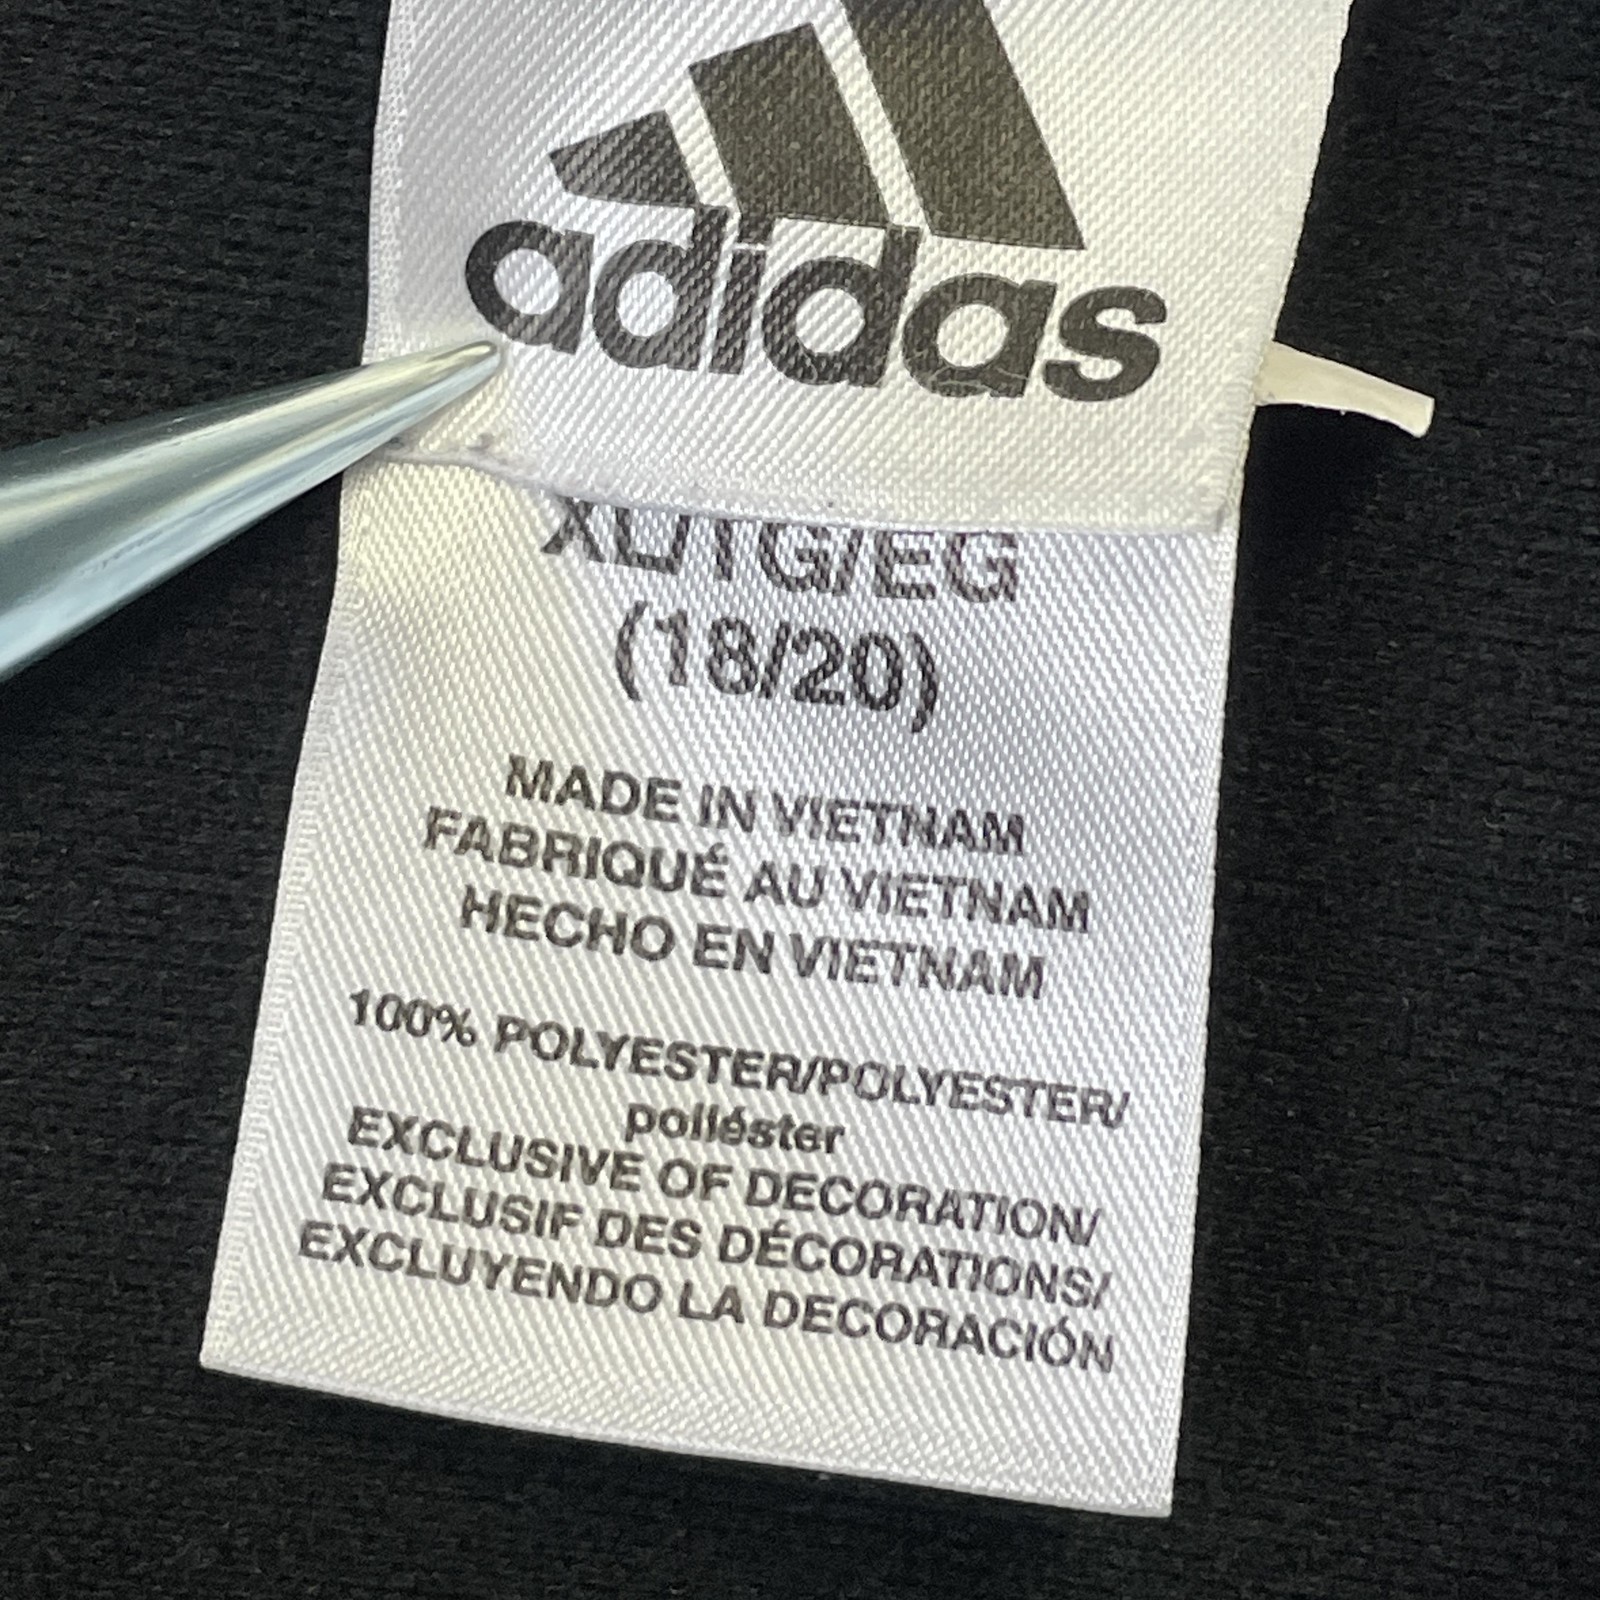 adidas
XL/TG/EG
(18/20)
MADE IN VIETNAM
FABRIQUÉ AU VIETNAM
HECHO EN VIETNAM
100% POLYESTER/POLYESTER/
poliéster
EXCLUSIVE OF DECORATION/
EXCLUSIF DES DÉCORATIONS/
EXCLUYENDO LA DECORACIÓN